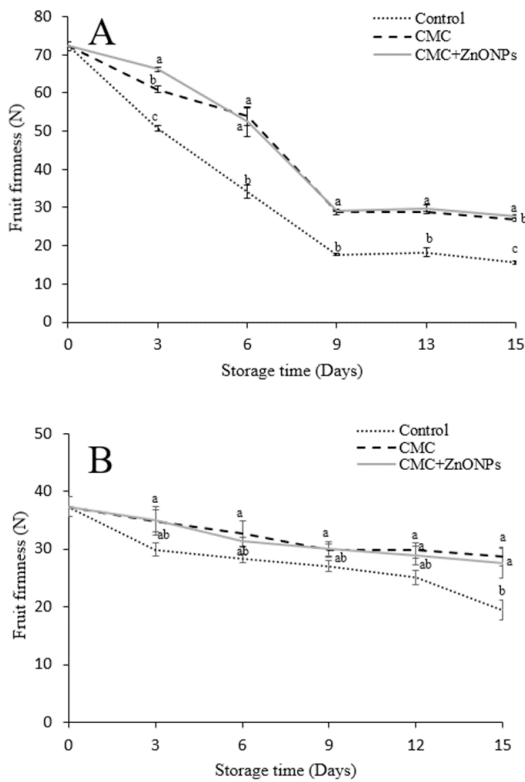 A
Control
CMC
CMC+ZnONPs
Fruit firmness (N)
80
70
60
50
40
30
20
10
0
a
b
c
a
a
b
a
b
a
b
a
b
c
0 3 6 9 13 15
Storage time (Days)
B
Control
CMC
CMC+ZnONPs
Fruit firmness (N)
50
40
30
20
10
0
a
ab
a
ab
a
ab
a
a
ab
a
a
b
0 3 6 9 12 15
Storage time (Days)